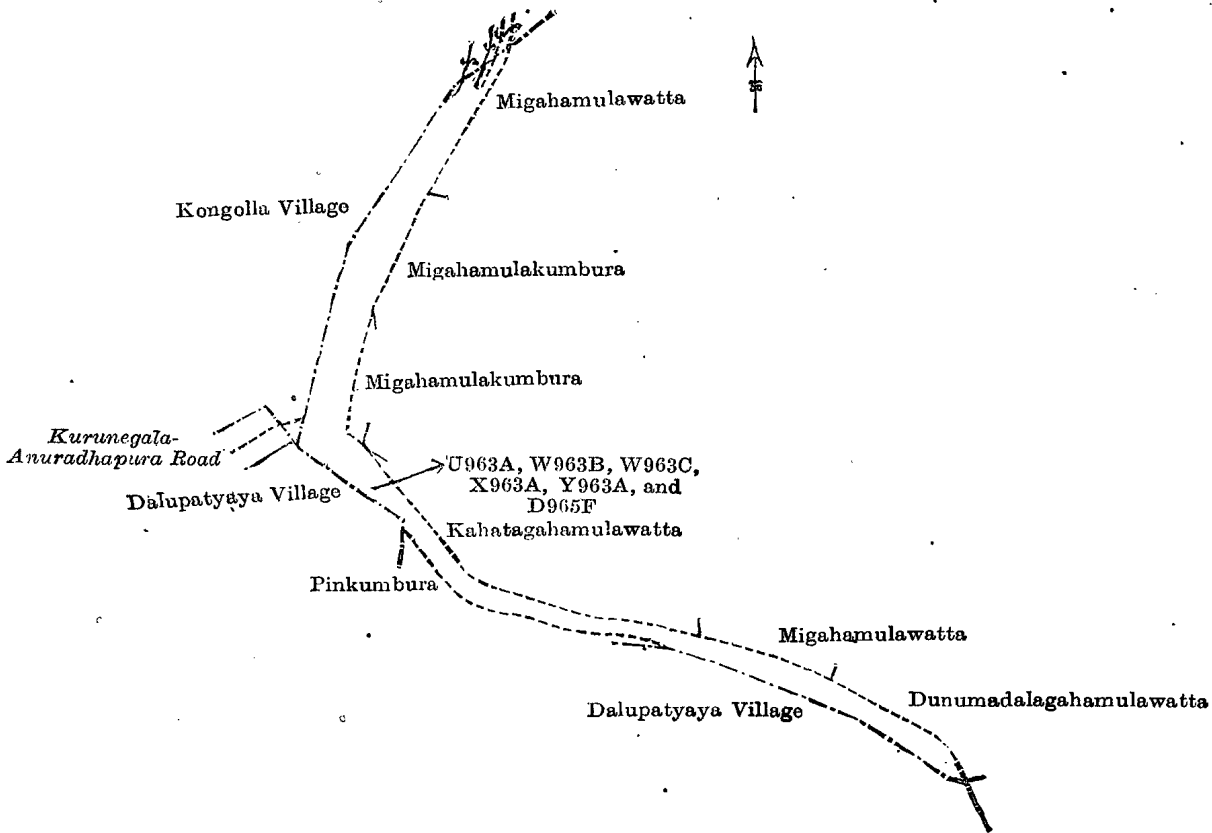 Migahamulawatta
Kongolla Village
Migahamulakumbura
Migahamulakumbura
Kurunegala-
Anuradhapura Road
U963A, W963B, W963C,
X963A, Y963A, and
D965F
Dalupatyaya Village
Kahatagahamulawatta
Pinkumbura
Migahamulawatta
Dunumadalagahamulawatta
Dalupatyaya Village